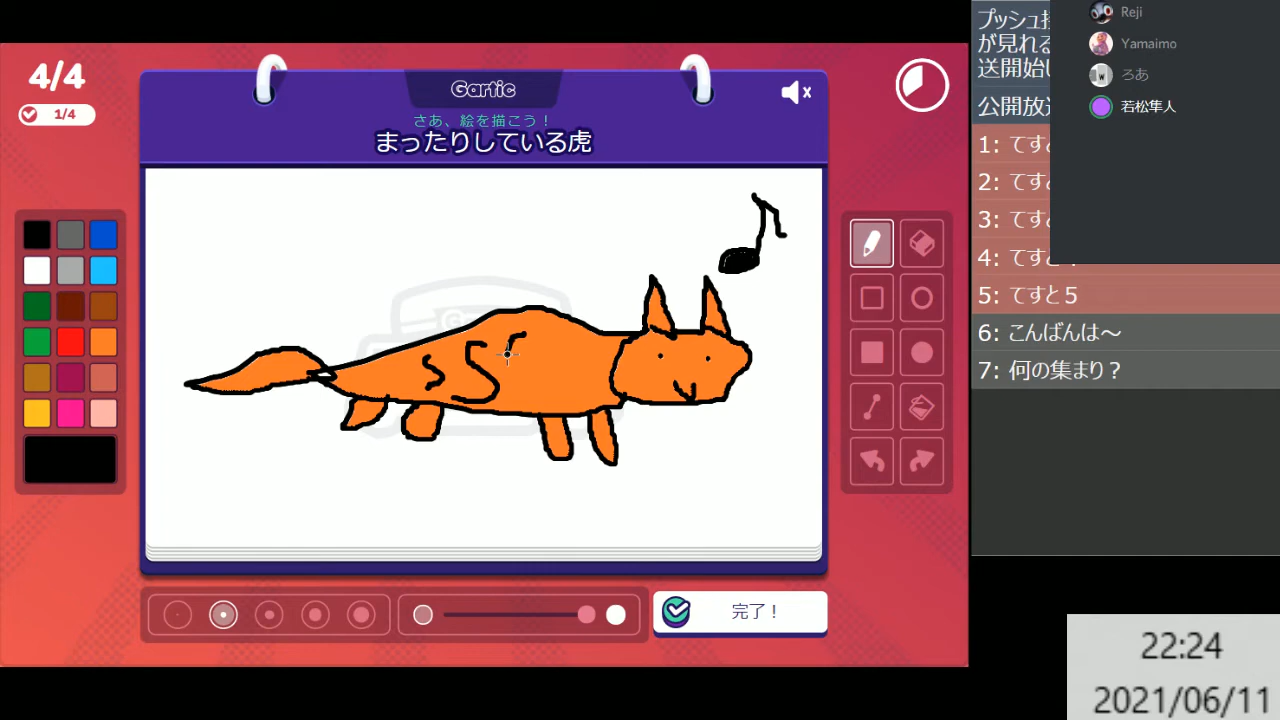 4/4
1/4
Gartic
さあ、絵を描こう！
まったりしている虎
完了！
プッシュ
が見れる
送開始
公開放
1: てす
2: てす
3: てす
4: てす
5: てすと５
6: こんばんは～
7: 何の集まり？
Reji
Yamaimo
ろあ
若松隼人
22:24
2021/06/11